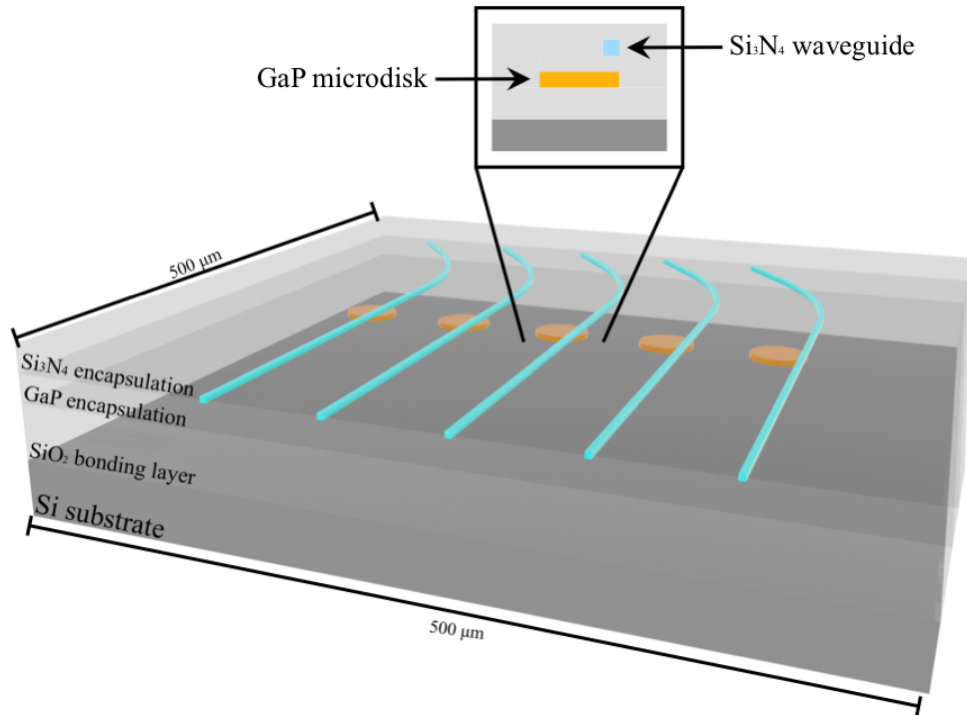 Si₃N₄ waveguide
GaP microdisk
500 μm
Si₃N₄ encapsulation
GaP encapsulation
SiO₂ bonding layer
Si substrate
500 μm